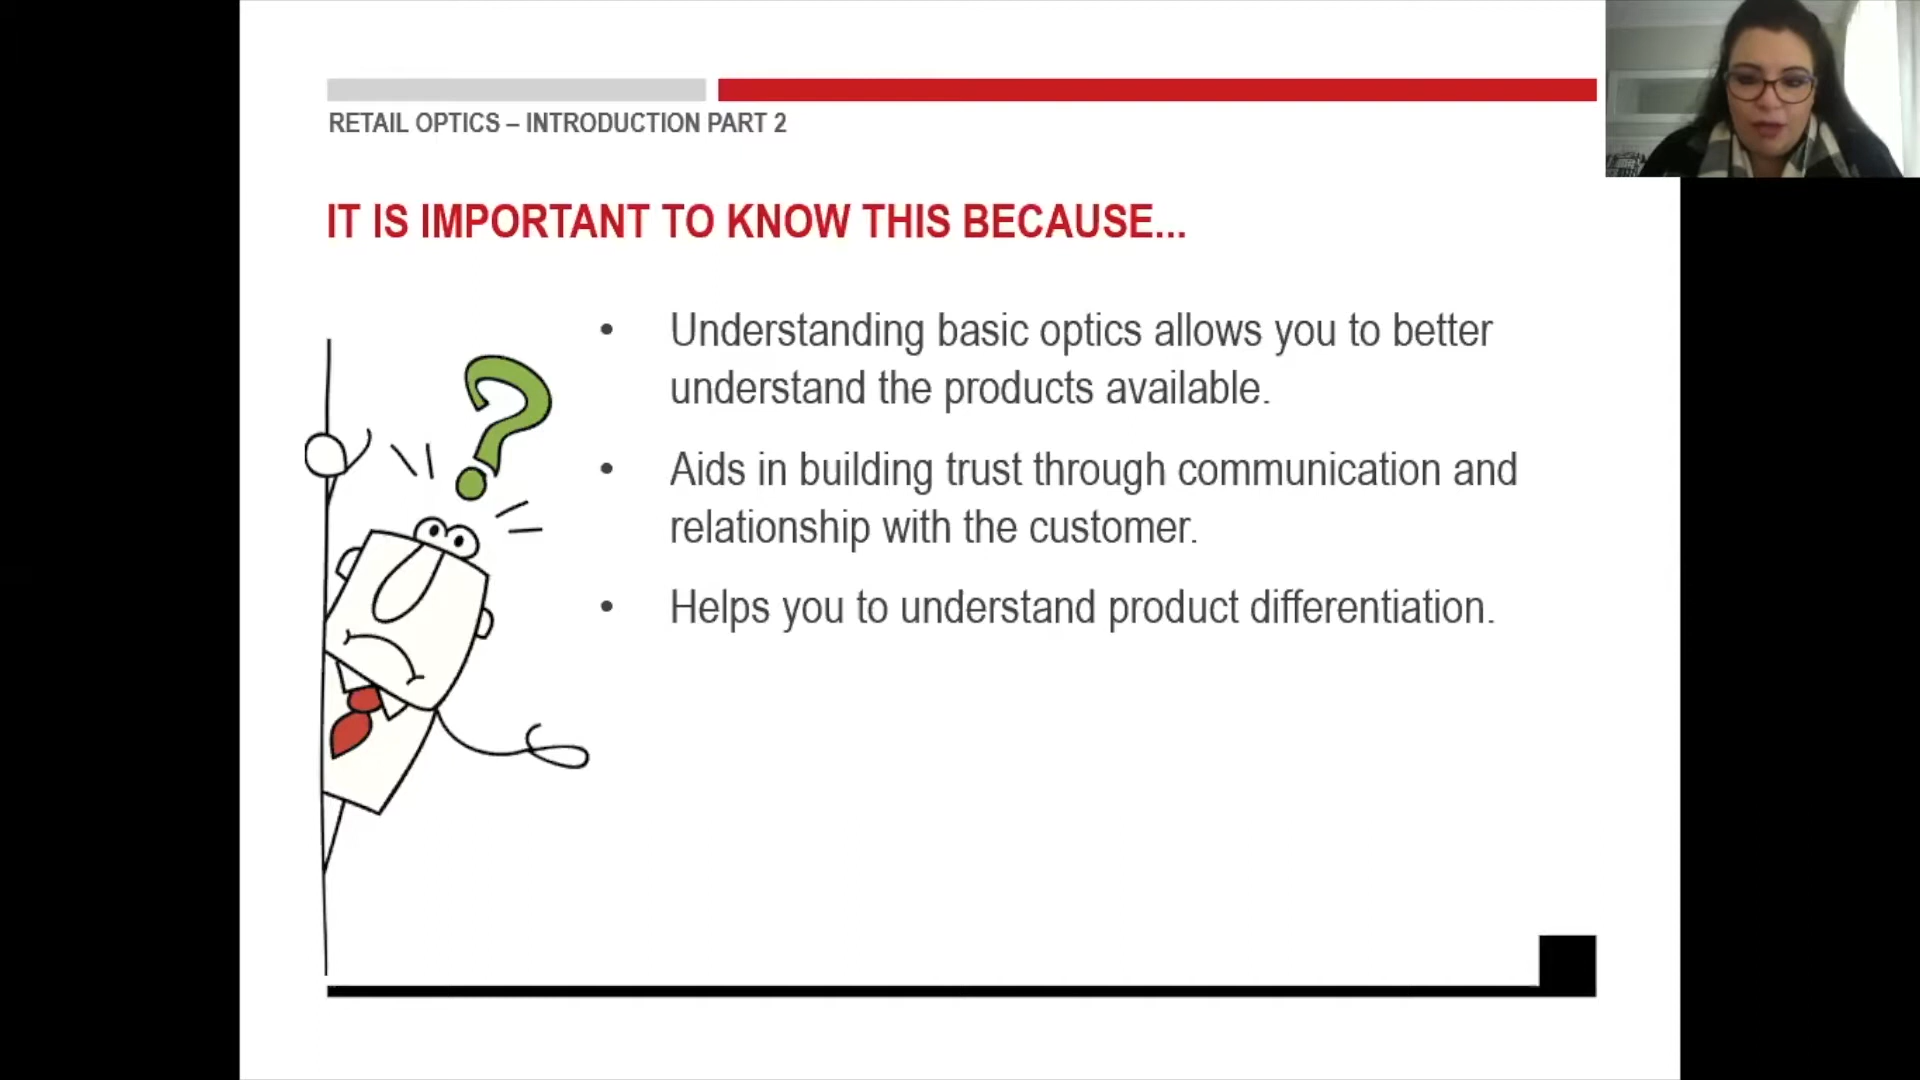 RETAIL OPTICS – INTRODUCTION PART 2
IT IS IMPORTANT TO KNOW THIS BECAUSE...
• Understanding basic optics allows you to better
understand the products available.
• Aids in building trust through communication and
relationship with the customer.
• Helps you to understand product differentiation.